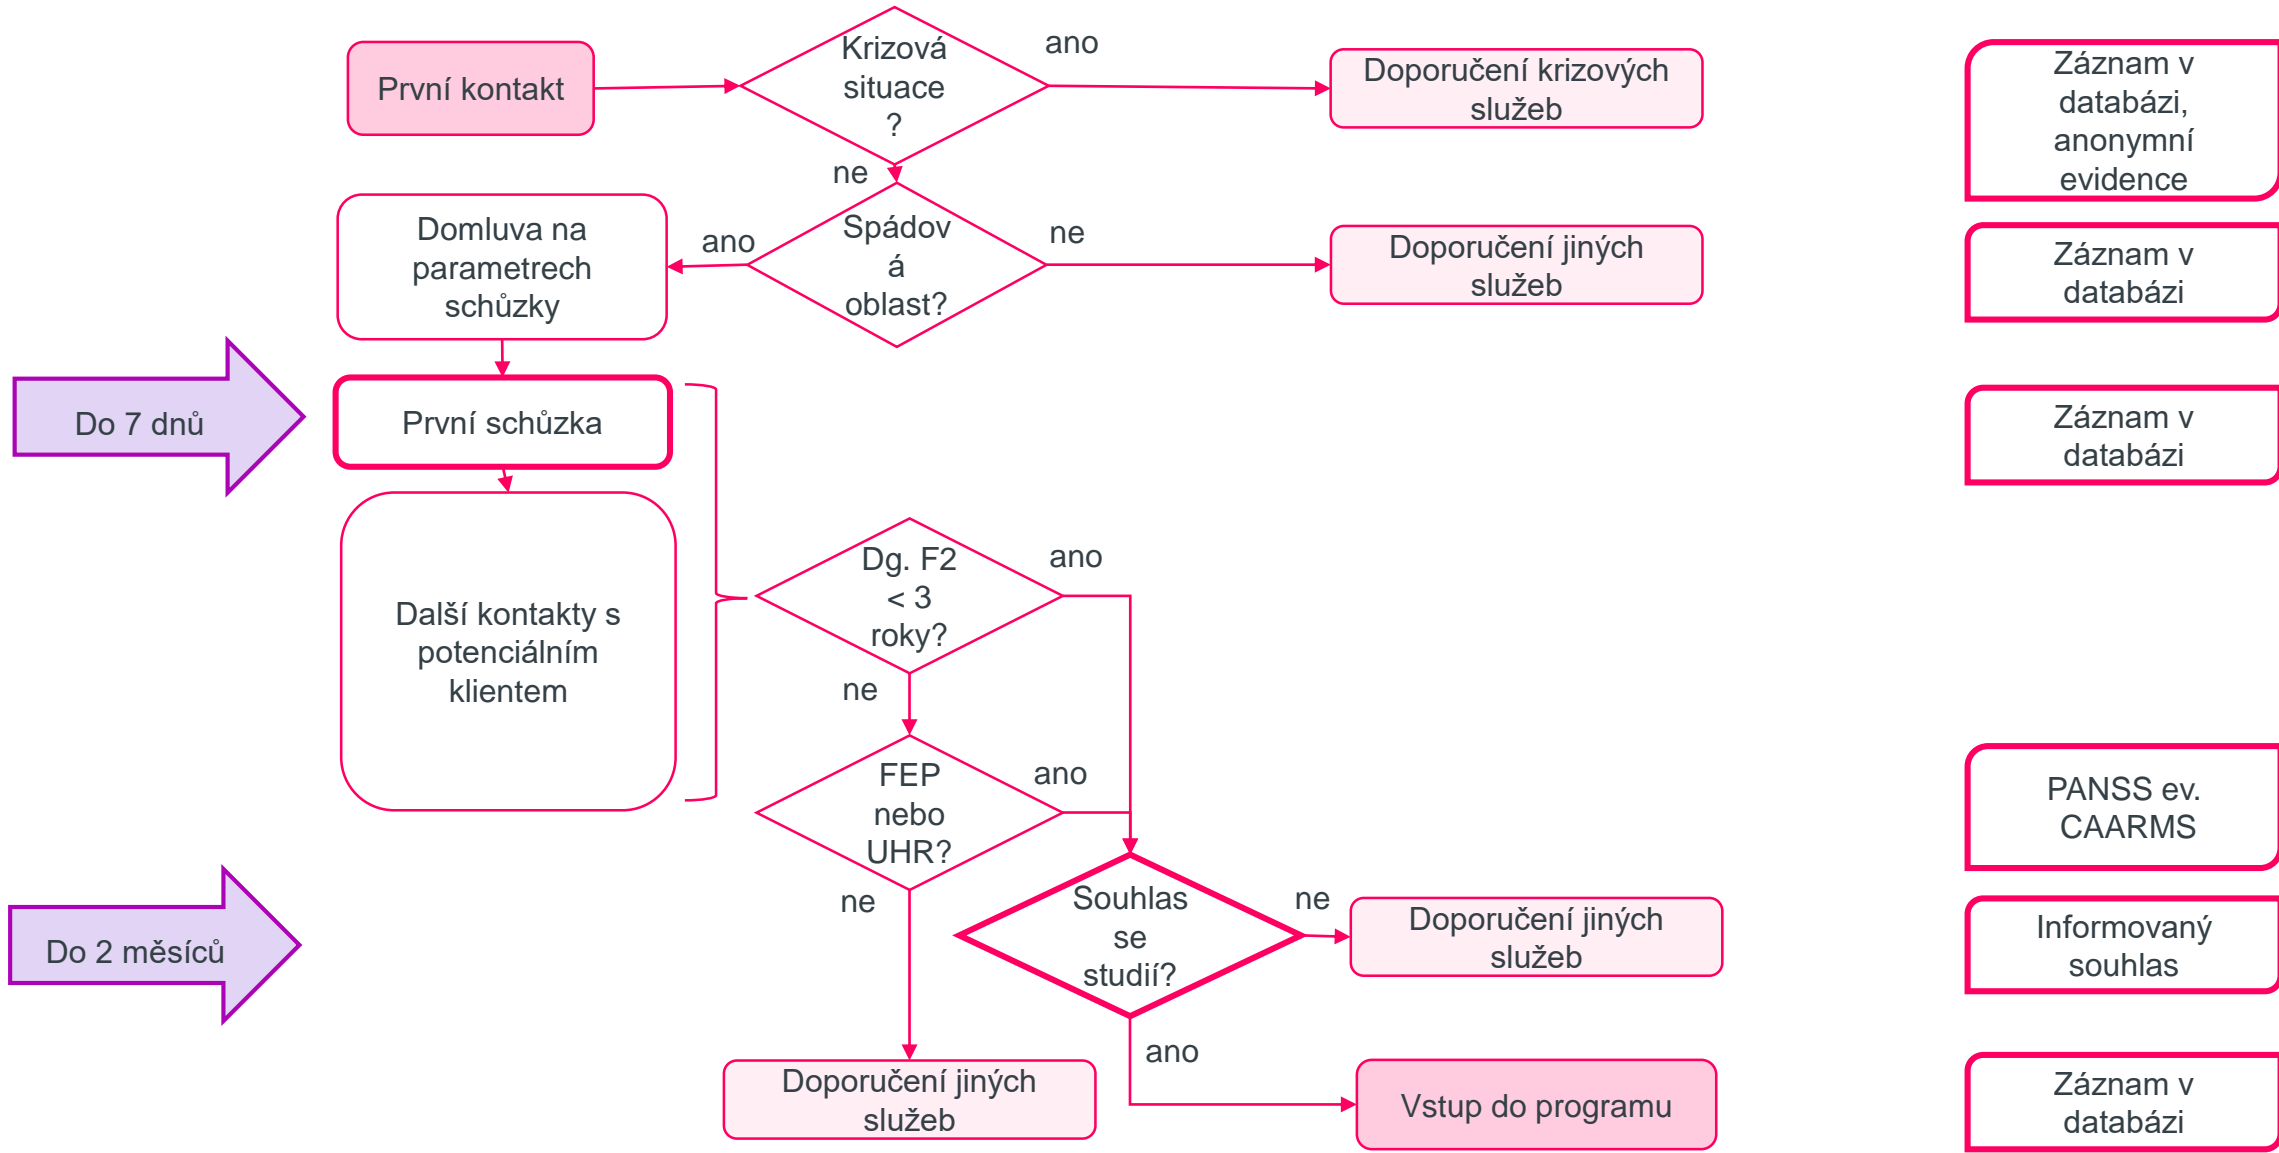 První kontakt
Krizová
situace
?
ano
Doporučení krizových
služeb
Záznam v
databázi,
anonymní
evidence
ne
Domluva na
parametrech
schůzky
ano
Spádov
á
oblast?
ne
Doporučení jiných
služeb
Záznam v
databázi
Do 7 dnů
První schůzka
Záznam v
databázi
Další kontakty s
potenciálním
klientem
Dg. F2
< 3
roky?
ano
ne
FEP
nebo
UHR?
ano
PANSS ev.
CAARMS
ne
Do 2 měsíců
Souhlas
se
studií?
ne
Doporučení jiných
služeb
Informovaný
souhlas
ano
Doporučení jiných
služeb
Vstup do programu
Záznam v
databázi